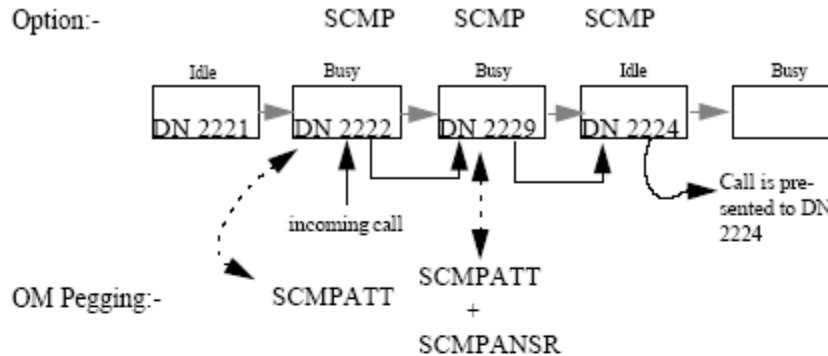 Option:- SCMP SCMP SCMP
Idle Busy Busy Idle Busy
DN 2221 DN 2222 DN 2229 DN 2224
incoming call
Call is pre-
sented to DN
2224
OM Pegging:- SCMPATT SCMPATT
+
SCMPANSR